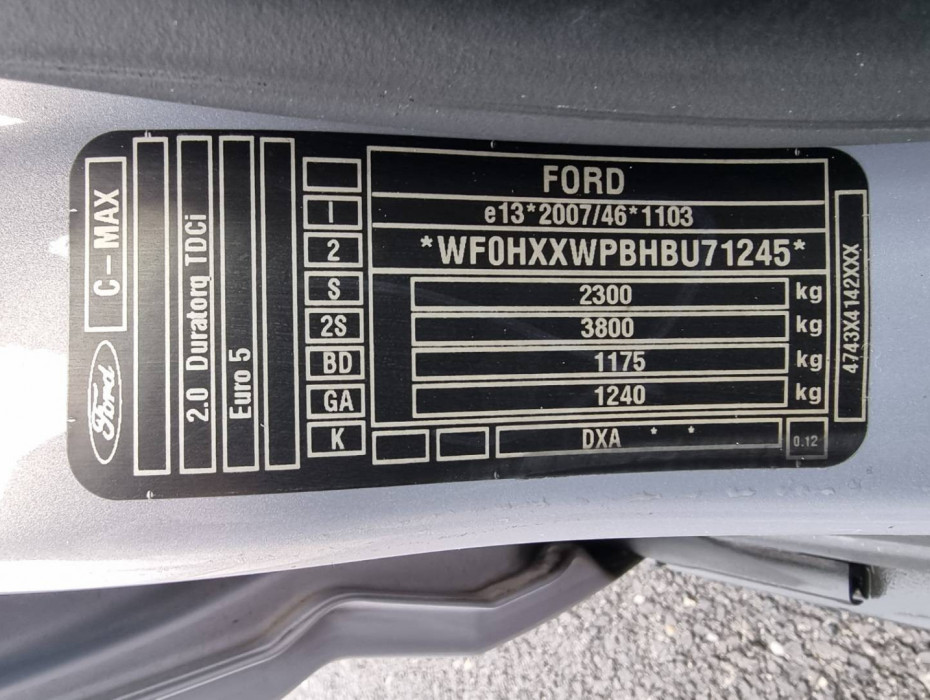 C-MAX
Ford
2.0 Duratorq TDCi
Euro 5
I
2
S
2S
BD
GA
K
FORD
e13*2007/46*1103
*WF0HXXWPBHBU71245*
2300 kg
3800 kg
1175 kg
1240 kg
DXA * *
0.12
4743X4142XXX